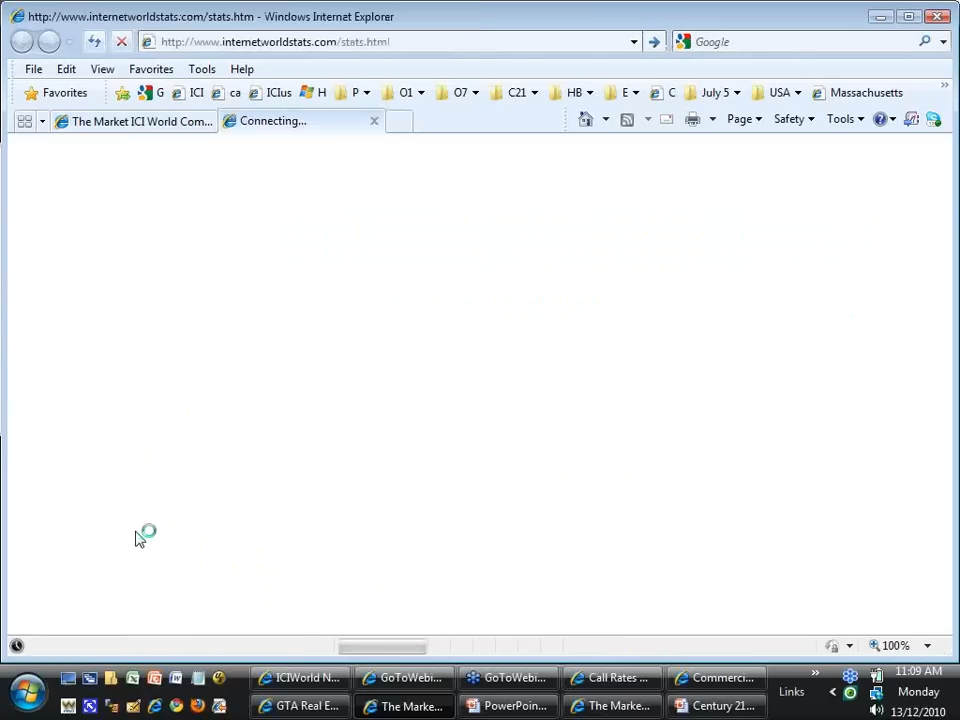 http://www.internetworldstats.com/stats.htm - Windows Internet Explorer
http://www.internetworldstats.com/stats.html
Google
File Edit View Favorites Tools Help
Favorites G ICI ca ICIus H P O1 O7 C21 HB E C July 5 USA Massachusetts »
The Market ICI World Com... Connecting... Page Safety Tools
100%
ICIWorld N... GoToWebi... GoToWebi... Call Rates ... Commerci... » 11:09 AM
Links Monday
GTA Real E... The Marke... PowerPoin... The Marke... Century 21... 13/12/2010